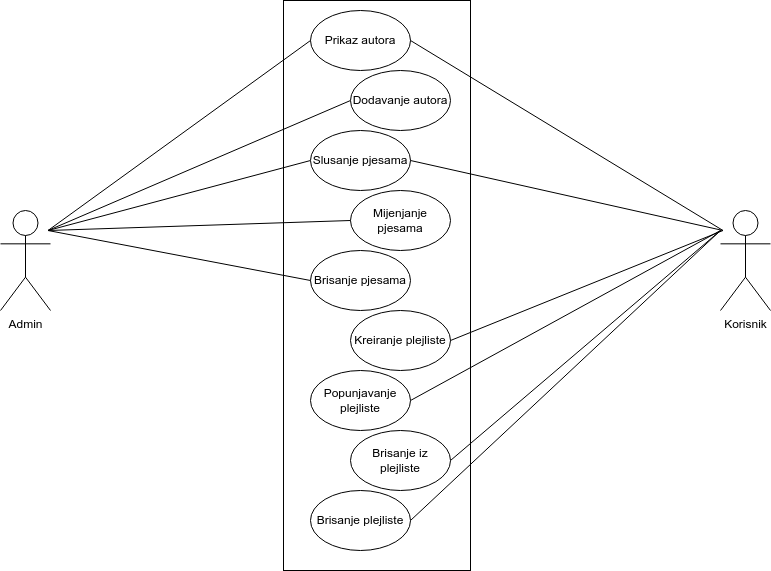 Prikaz autora
Dodavanje autora
Slusanje pjesama
Mijenjanje
pjesama
Brisanje pjesama
Admin
Korisnik
Kreiranje plejliste
Popunjavanje
plejliste
Brisanje iz
plejliste
Brisanje plejliste